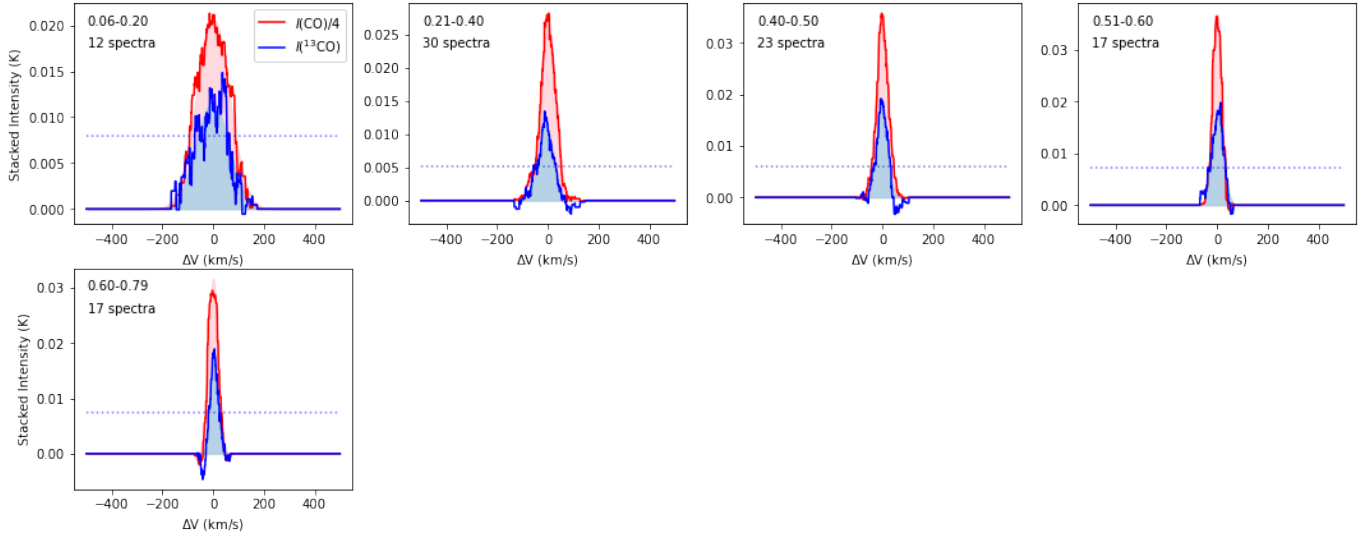 0.06-0.20
12 spectra
I(CO)/4
I(¹³CO)
Stacked Intensity (K)
0.020
0.015
0.010
0.005
0.000
−400 −200 0 200 400
ΔV (km/s)
0.21-0.40
30 spectra
0.025
0.020
0.015
0.010
0.005
0.000
−400 −200 0 200 400
ΔV (km/s)
0.40-0.50
23 spectra
0.03
0.02
0.01
0.00
−400 −200 0 200 400
ΔV (km/s)
0.51-0.60
17 spectra
0.03
0.02
0.01
0.00
−400 −200 0 200 400
ΔV (km/s)
0.60-0.79
17 spectra
Stacked Intensity (K)
0.03
0.02
0.01
0.00
−400 −200 0 200 400
ΔV (km/s)